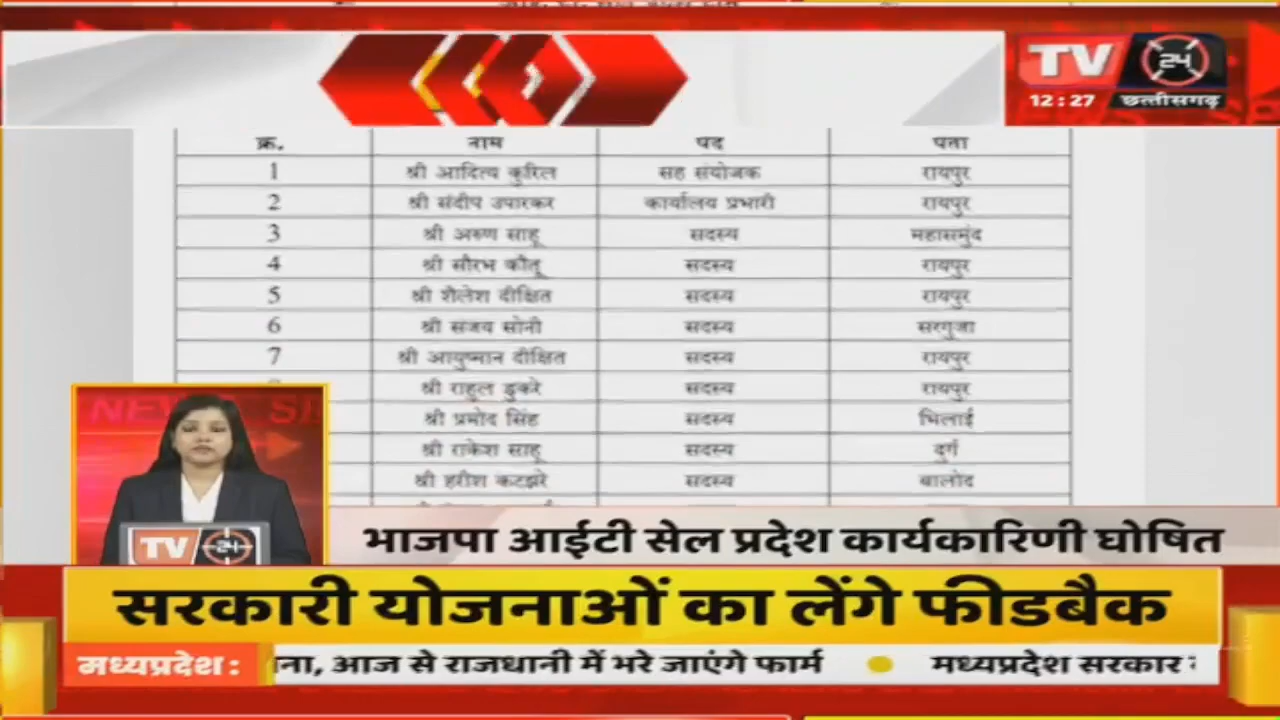 TV 24
12:27 छत्तीसगढ़
क्र. नाम पद पता
1 श्री आदित्य कुरिल सह संयोजक रायपुर
2 श्री संदीप उपारकर कार्यालय प्रभारी रायपुर
3 श्री अरुण साहू सदस्य महासमुंद
4 श्री सौरभ कोंतू सदस्य रायपुर
5 श्री शैलेश दीक्षित सदस्य रायपुर
6 श्री संजय सोनी सदस्य सरगुजा
7 श्री आयुष्मान दीक्षित सदस्य रायपुर
श्री राहुल डुकरे सदस्य रायपुर
श्री प्रमोद सिंह सदस्य भिलाई
श्री राकेश साहू सदस्य दुर्ग
श्री हरीश कटझरे सदस्य बालोद
TV 24
भाजपा आईटी सेल प्रदेश कार्यकारिणी घोषित
सरकारी योजनाओं का लेंगे फीडबैक
मध्यप्रदेश : ना, आज से राजधानी में भरे जाएंगे फार्म मध्यप्रदेश सरकार